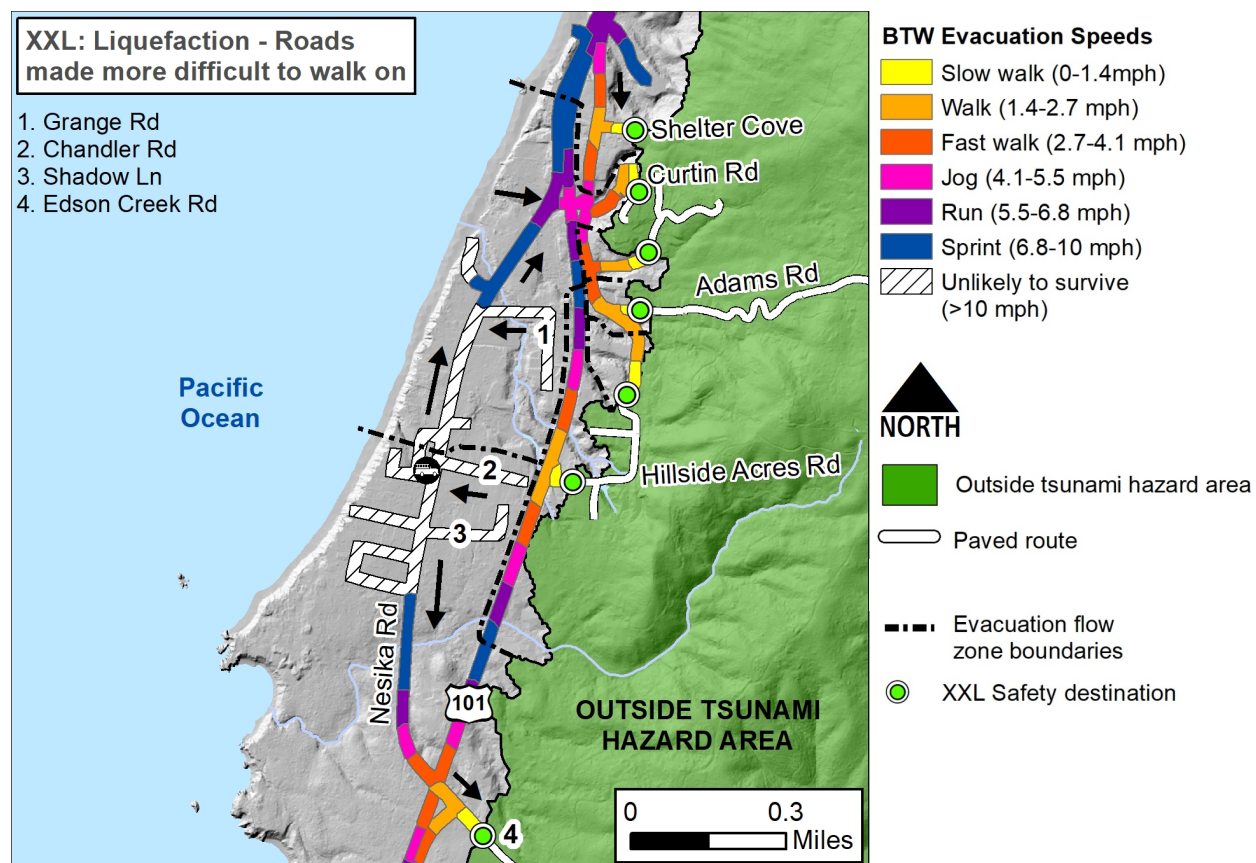 XXL: Liquefaction - Roads
made more difficult to walk on
1. Grange Rd
2. Chandler Rd
3. Shadow Ln
4. Edson Creek Rd
Shelter Cove
Curtin Rd
Adams Rd
1
Pacific
Ocean
2
Hillside Acres Rd
3
Nesika Rd
101
OUTSIDE TSUNAMI
HAZARD AREA
4
0 0.3
Miles
BTW Evacuation Speeds
Slow walk (0-1.4mph)
Walk (1.4-2.7 mph)
Fast walk (2.7-4.1 mph)
Jog (4.1-5.5 mph)
Run (5.5-6.8 mph)
Sprint (6.8-10 mph)
Unlikely to survive
(>10 mph)
NORTH
Outside tsunami hazard area
Paved route
Evacuation flow
zone boundaries
XXL Safety destination